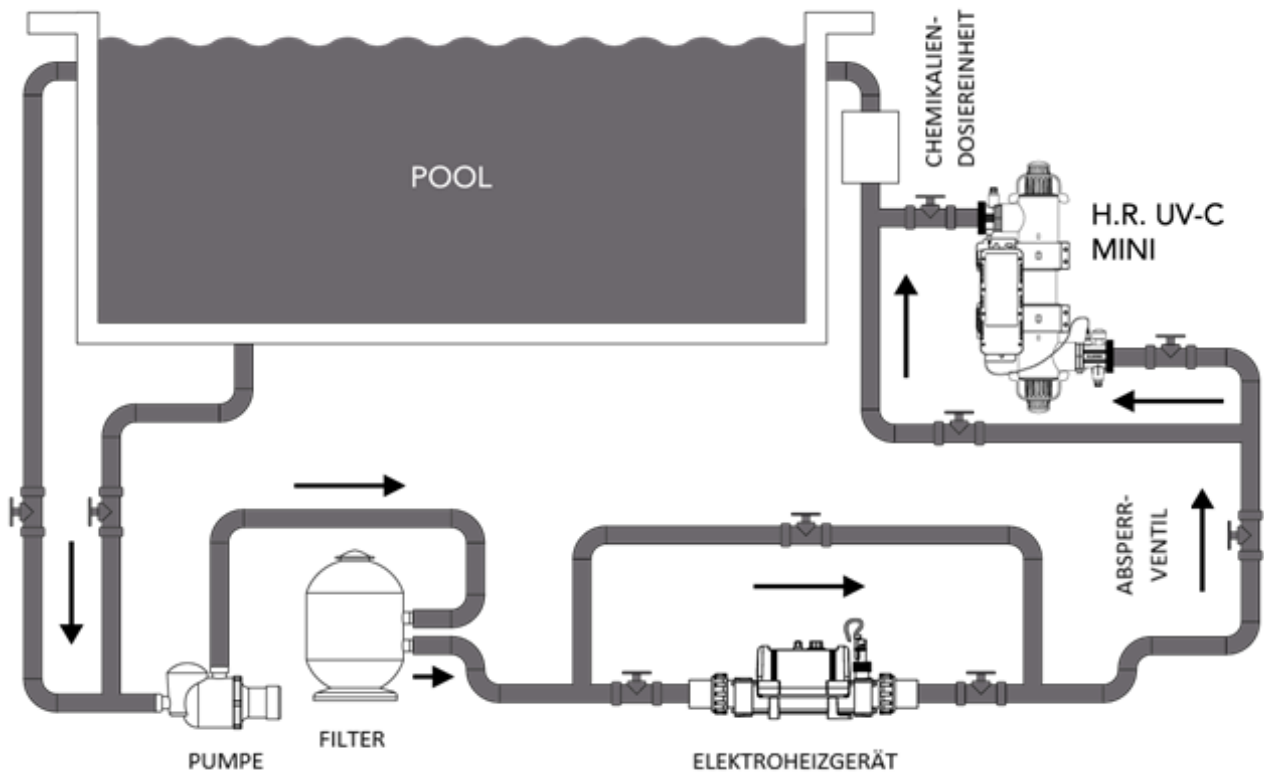 POOL
CHEMIKALIEN-
DOSIEREINHEIT
H.R. UV-C
MINI
ABSPERR-
VENTIL
FILTER
PUMPE
ELEKTROHEIZGERÄT